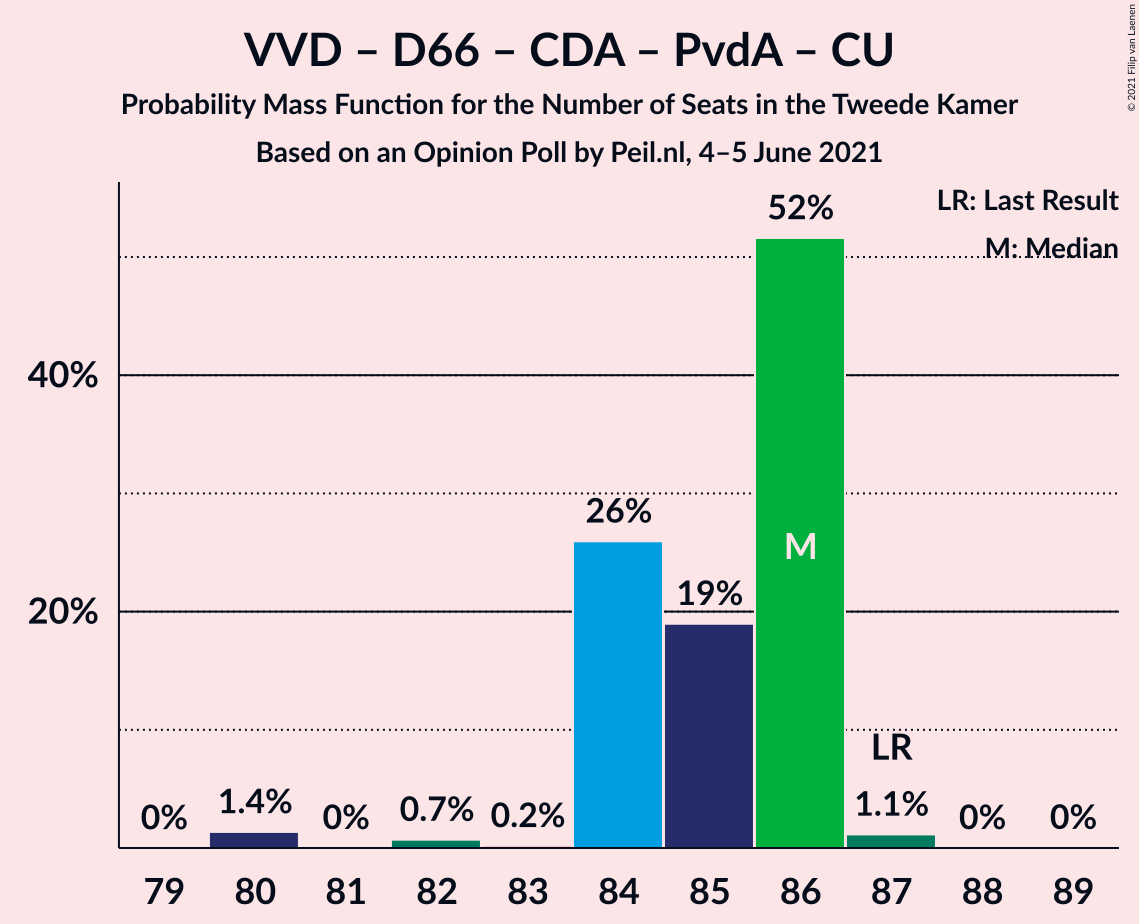 VVD – D66 – CDA – PvdA – CU
Probability Mass Function for the Number of Seats in the Tweede Kamer
Based on an Opinion Poll by Peil.nl, 4–5 June 2021
© 2021 Filip van Laenen
LR: Last Result
M: Median
52%
40%
26%
M
19%
20%
LR
0%
1.4%
0%
0.7%
0.2%
1.1%
0%
0%
79 80 81 82 83 84 85 86 87 88 89